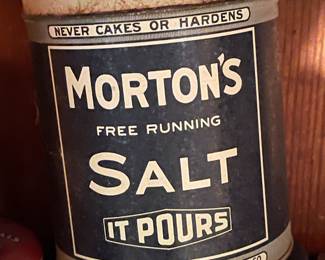 NEVER CAKES OR HARDENS
MORTON'S
FREE RUNNING
SALT
IT POURS